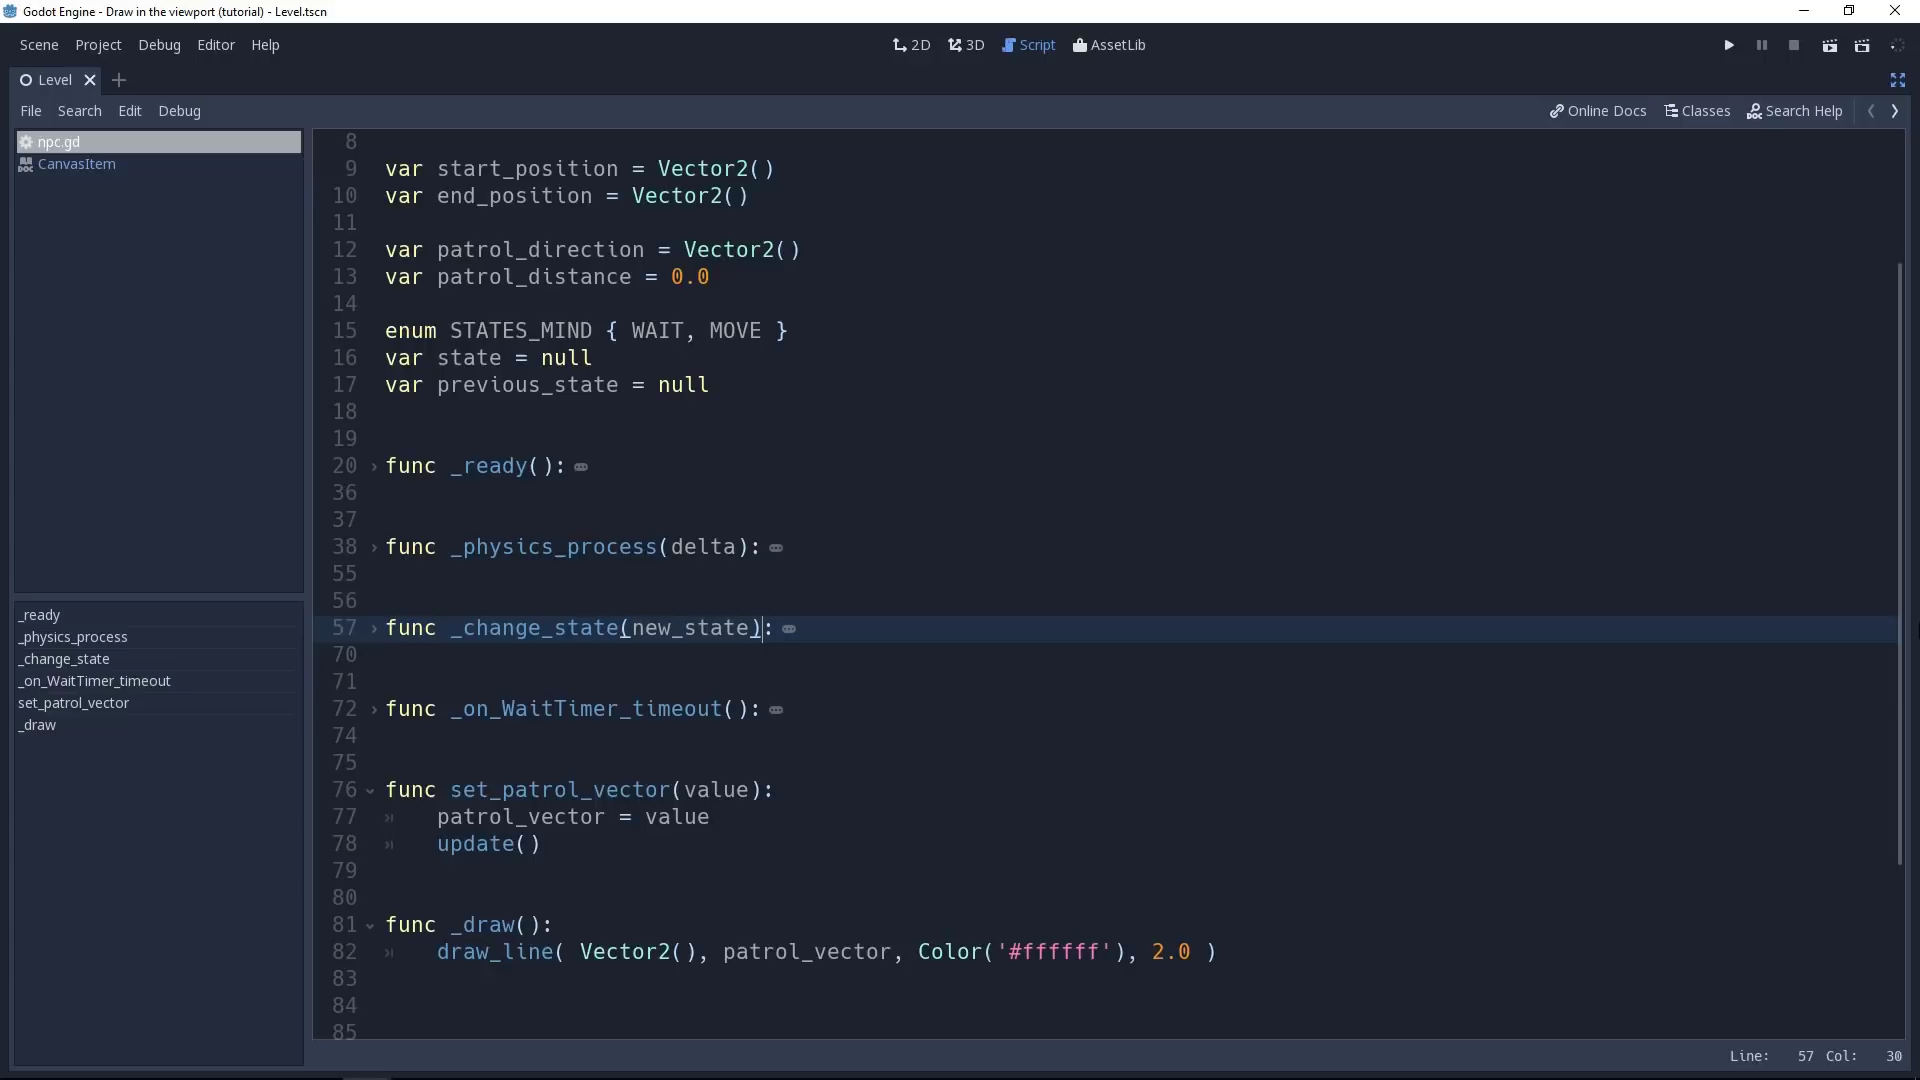 Godot Engine - Draw in the viewport (tutorial) - Level.tscn
Scene Project Debug Editor Help 2D 3D Script AssetLib
Level
File Search Edit Debug Online Docs Classes Search Help
npc.gd
CanvasItem
_ready
_physics_process
_change_state
_on_WaitTimer_timeout
set_patrol_vector
_draw
8
9 var start_position = Vector2()
10 var end_position = Vector2()
11
12 var patrol_direction = Vector2()
13 var patrol_distance = 0.0
14
15 enum STATES_MIND { WAIT, MOVE }
16 var state = null
17 var previous_state = null
18
19
20 func _ready():
36
37
38 func _physics_process(delta):
55
56
57 func _change_state(new_state):
70
71
72 func _on_WaitTimer_timeout():
74
75
76 func set_patrol_vector(value):
77 patrol_vector = value
78 update()
79
80
81 func _draw():
82 draw_line( Vector2(), patrol_vector, Color('#ffffff'), 2.0 )
83
84
85
Line: 57 Col: 30